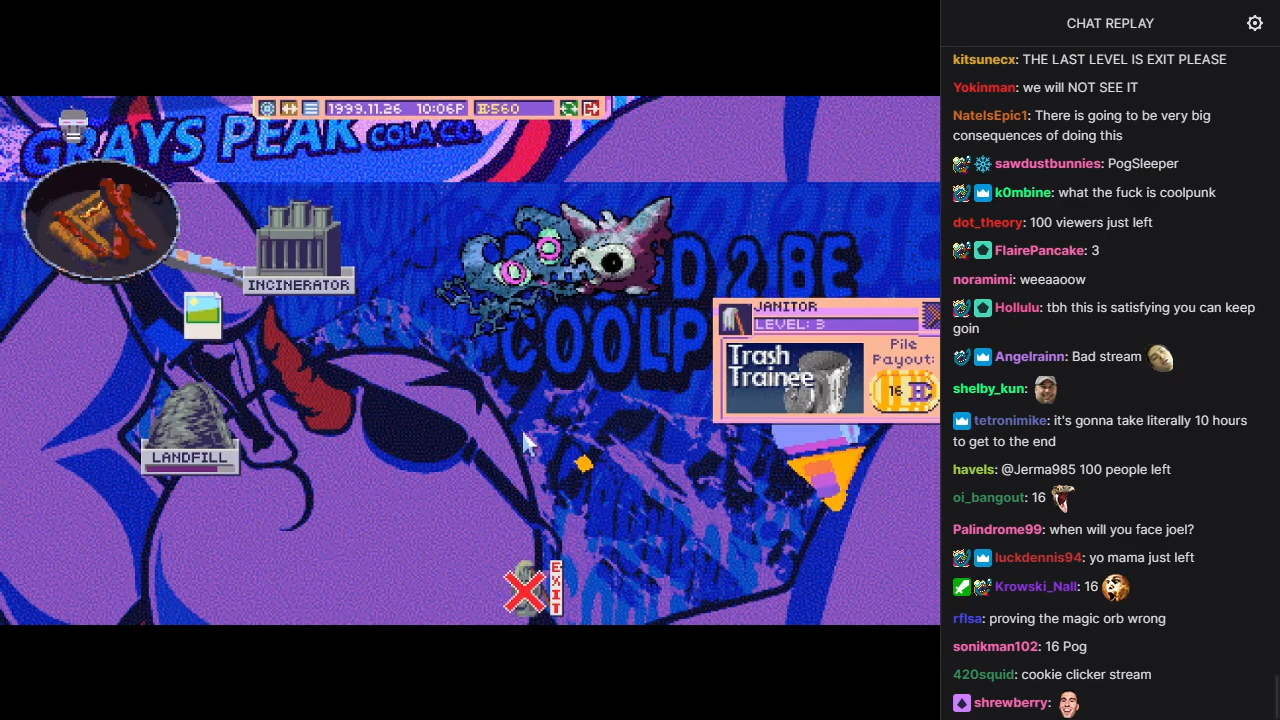 CHAT REPLAY
kitsunecx: THE LAST LEVEL IS EXIT PLEASE
Yokinman: we will NOT SEE IT
NateIsEpic1: There is going to be very big
consequences of doing this
sawdustbunnies: PogSleeper
k0mbine: what the fuck is coolpunk
dot_theory: 100 viewers just left
FlairePancake: 3
noramimi: weeaaoow
Hollulu: tbh this is satisfying you can keep
goin
Angelrainn: Bad stream
shelby_kun:
tetronimike: it's gonna take literally 10 hours
to get to the end
havels: @Jerma985 100 people left
oi_bangout: 16
Palindrome99: when will you face joel?
luckdennis94: yo mama just left
Krowski_Nall: 16
rflsa: proving the magic orb wrong
sonikman102: 16 Pog
420squid: cookie clicker stream
shrewberry:
1999.11.26 10:06P
560
GRAYS PEAK COLA CO.
INCINERATOR
D 2 BE
COOLP
JANITOR
LEVEL: 3
Trash
Trainee
Pile
Payout:
16
LANDFILL
EXIT